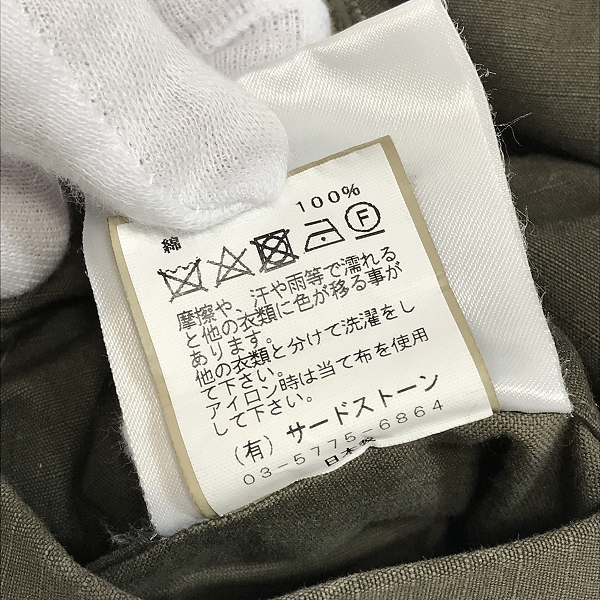 綿 100%
F
摩擦や、汗や雨等で濡れる
と他の衣類に色が移る事が
あります。
他の衣類と分けて洗濯をし
て下さい。
アイロン時は当て布を使用
して下さい。
(有) サードストーン
03-5775-6864
日本製